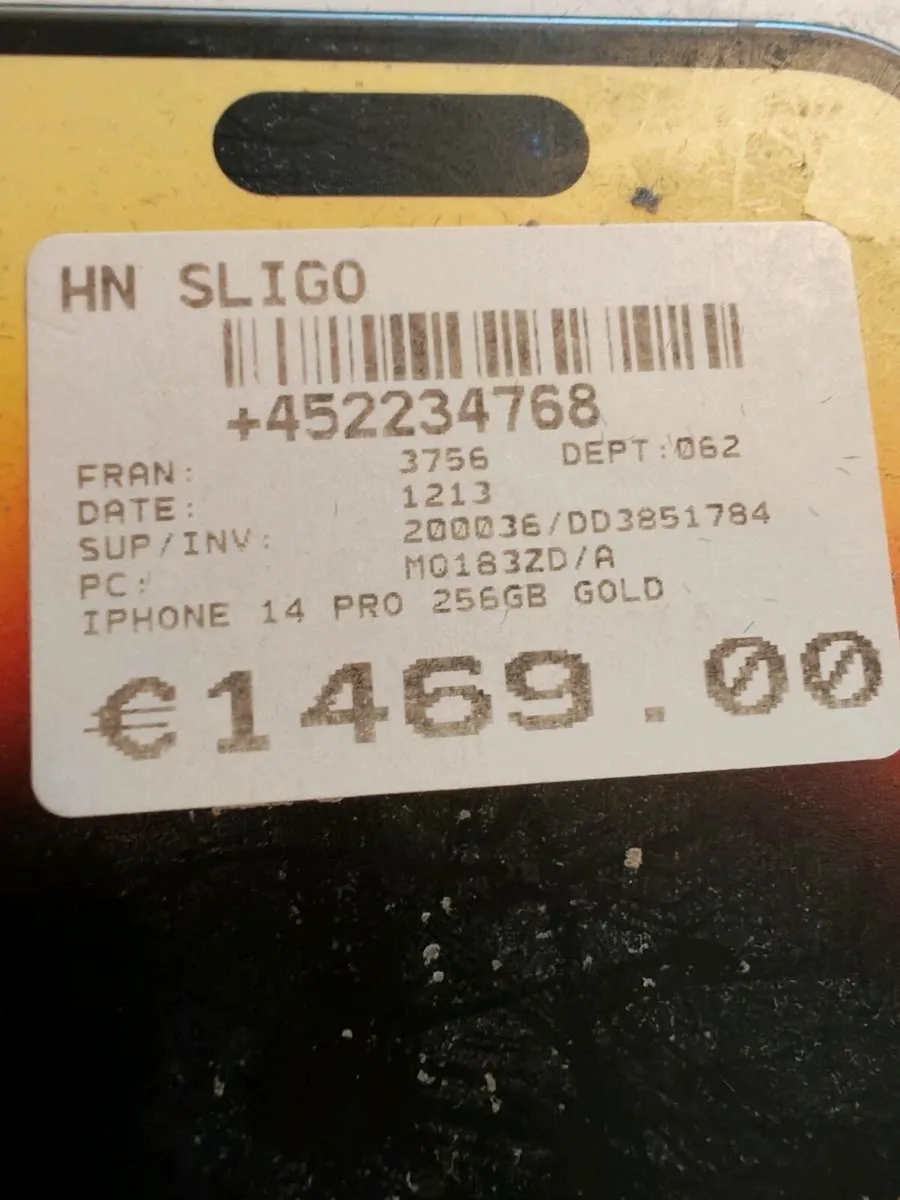 HN SLIGO
+452234768
FRAN: 3756 DEPT:062
DATE: 1213
SUP/INV: 200036/DD3851784
PC: MQ183ZD/A
IPHONE 14 PRO 256GB GOLD
€1469.00